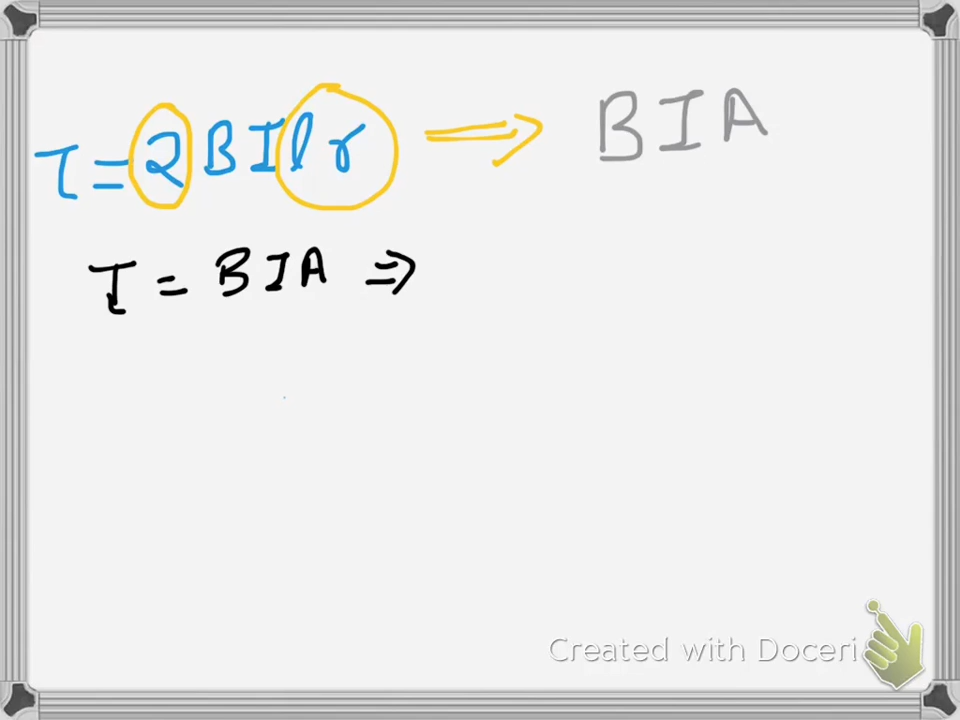 τ = 2BIlr ⇒ BIA
τ = BIA ⇒
Created with Doceri